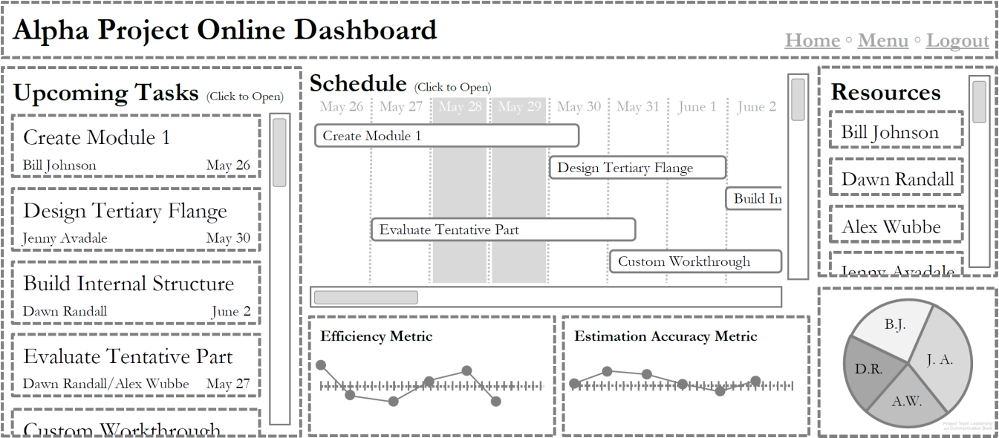 Alpha Project Online Dashboard
Home ° Menu ° Logout
Upcoming Tasks (Click to Open)
Create Module 1
Bill Johnson May 26
Design Tertiary Flange
Jenny Avadale May 30
Build Internal Structure
Dawn Randall June 2
Evaluate Tentative Part
Dawn Randall/Alex Wubbe May 27
Custom Workthrough
Schedule (Click to Open)
May 26 May 27 May 28 May 29 May 30 May 31 June 1 June 2
Create Module 1
Design Tertiary Flange
Build In
Evaluate Tentative Part
Custom Workthrough
Efficiency Metric
Estimation Accuracy Metric
Resources
Bill Johnson
Dawn Randall
Alex Wubbe
Jenny Avadale
B.J.
J. A.
D.R.
A.W.
Project Team Leadership
and Communication Book